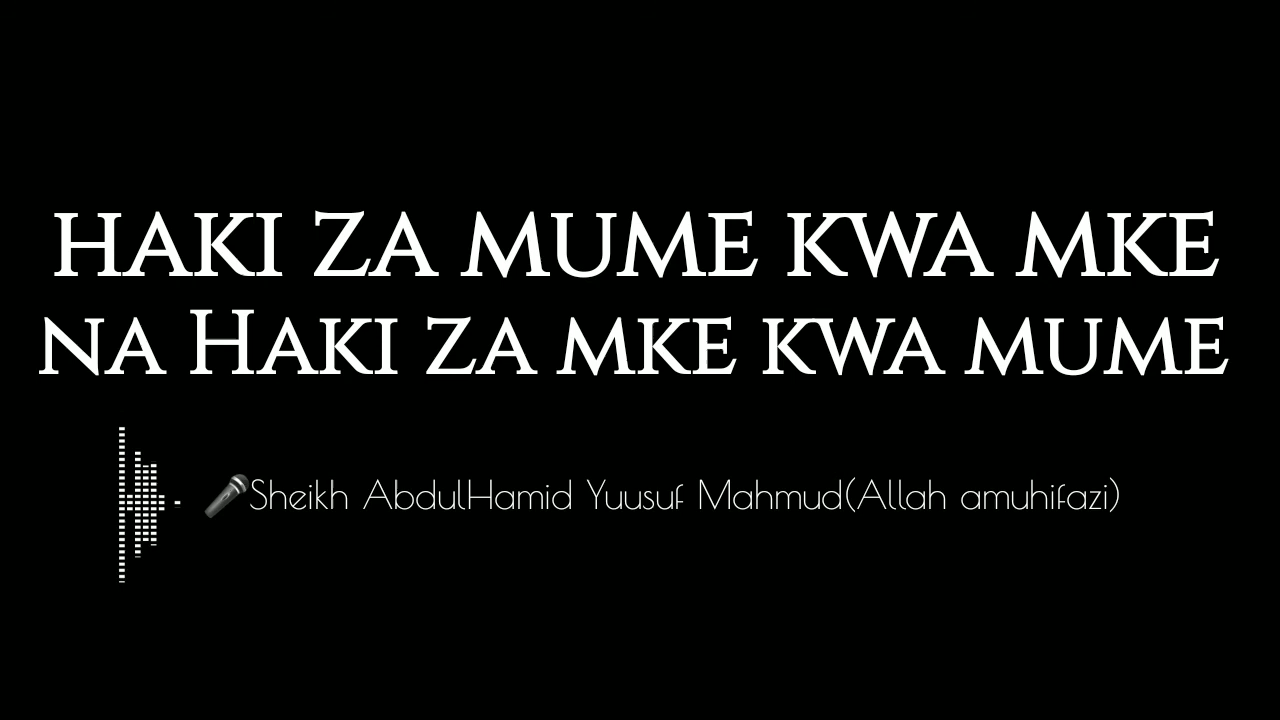 HAKI ZA MUME KWA MKE
NA HAKI ZA MKE KWA MUME
🎤Sheikh AbdulHamid Yuusuf Mahmud(Allah amuhifazi)